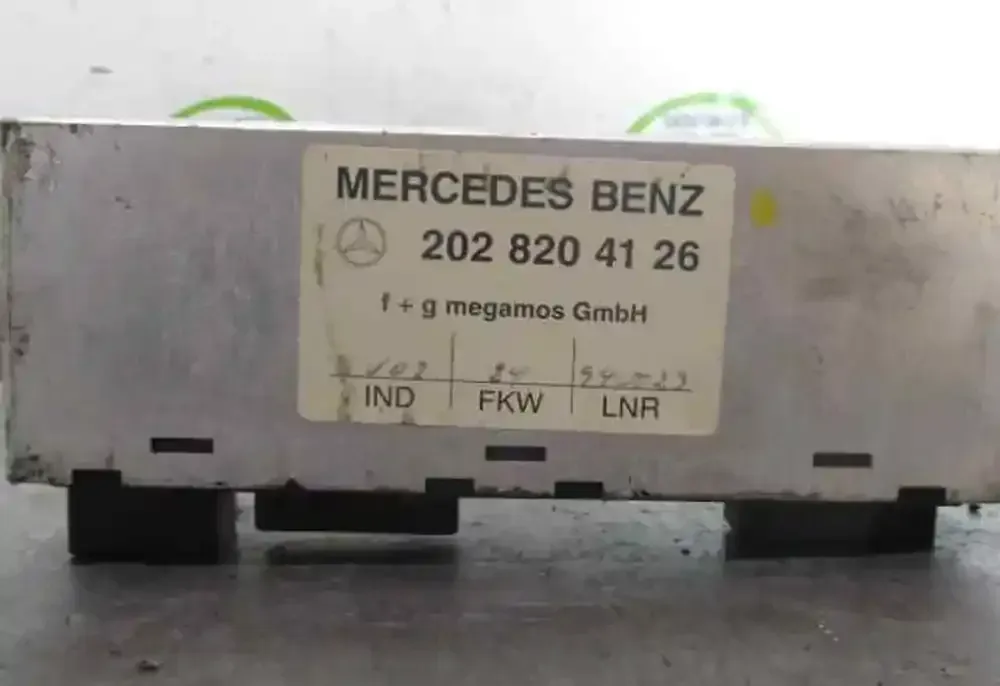 MERCEDES BENZ
202 820 41 26
f + g megamos GmbH
IND FKW LNR